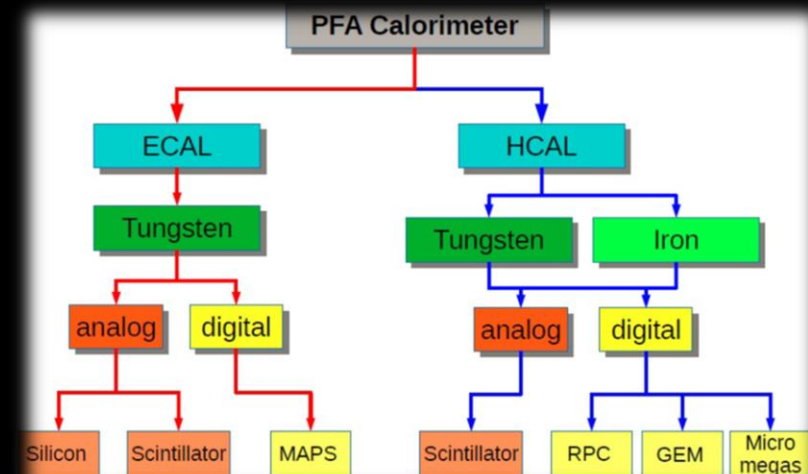 PFA Calorimeter
ECAL
HCAL
Tungsten
Tungsten
Iron
analog
digital
analog
digital
Silicon
Scintillator
MAPS
Scintillator
RPC
GEM
Micro
megas